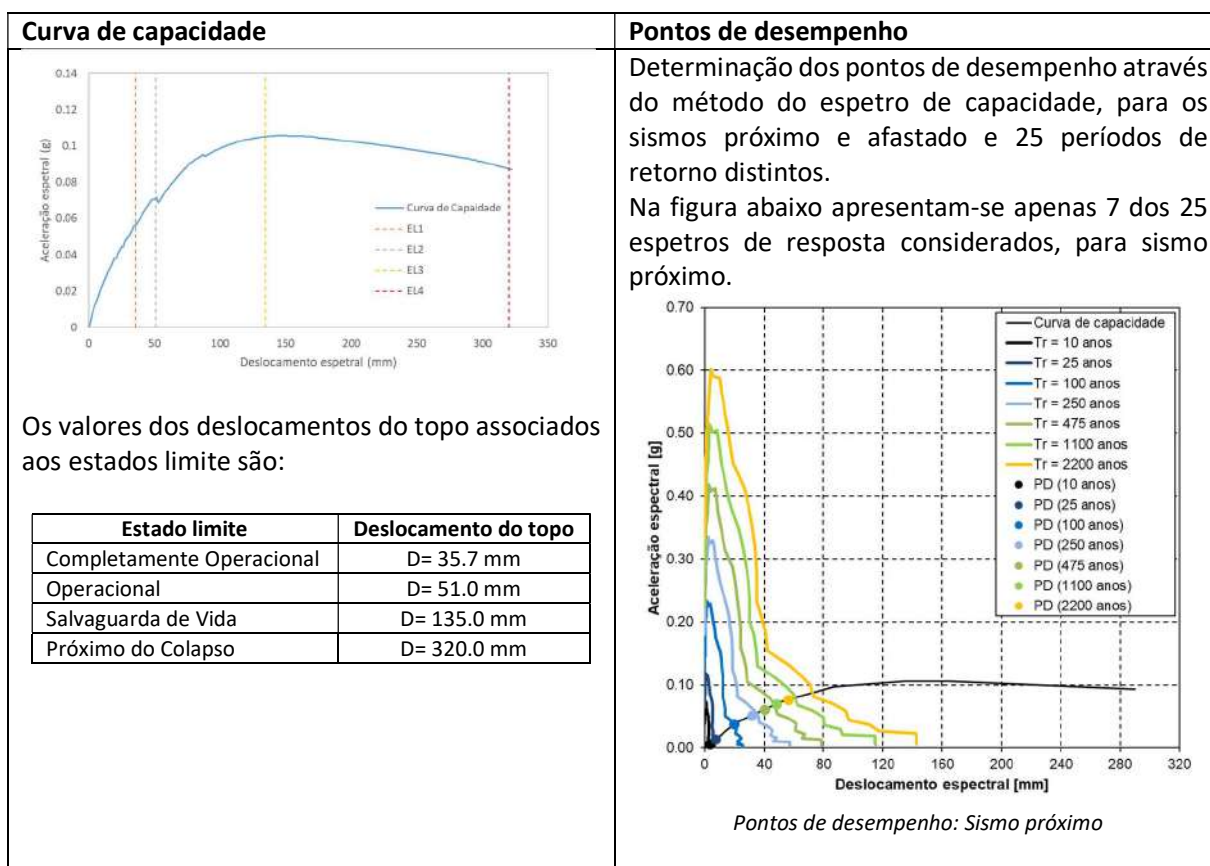 Curva de capacidade
0.14
0.12
0.1
0.08
0.06
0.04
0.02
0
Aceleração espetral (g)
Curva de Capaidade
EL1
EL2
EL3
EL4
0 50 100 150 200 250 300 350
Deslocamento espetral (mm)
Os valores dos deslocamentos do topo associados
aos estados limite são:
Estado limite Deslocamento do topo
Completamente Operacional D= 35.7 mm
Operacional D= 51.0 mm
Salvaguarda de Vida D= 135.0 mm
Próximo do Colapso D= 320.0 mm
Pontos de desempenho
Determinação dos pontos de desempenho através
do método do espetro de capacidade, para os
sismos próximo e afastado e 25 períodos de
retorno distintos.
Na figura abaixo apresentam-se apenas 7 dos 25
espetros de resposta considerados, para sismo
próximo.
0.70
0.60
0.50
0.40
0.30
0.20
0.10
0.00
Aceleração espectral [g]
Curva de capacidade
Tr = 10 anos
Tr = 25 anos
Tr = 100 anos
Tr = 250 anos
Tr = 475 anos
Tr = 1100 anos
Tr = 2200 anos
PD (10 anos)
PD (25 anos)
PD (100 anos)
PD (250 anos)
PD (475 anos)
PD (1100 anos)
PD (2200 anos)
0 40 80 120 160 200 240 280 320
Deslocamento espectral [mm]
Pontos de desempenho: Sismo próximo